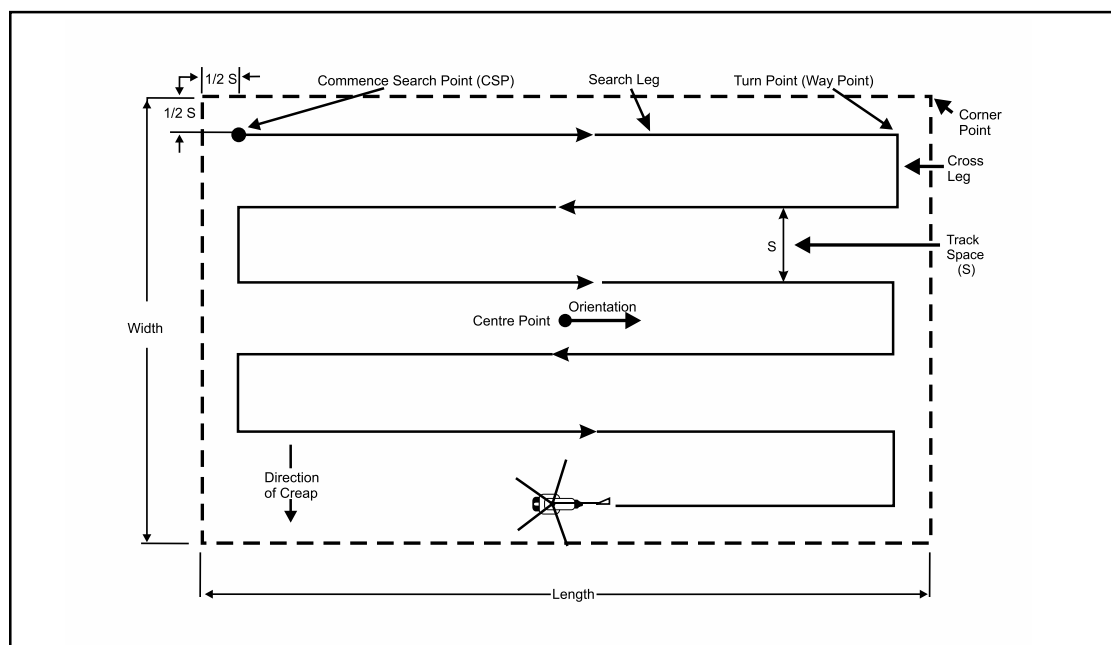 1/2 S
Commence Search Point (CSP)
Search Leg
Turn Point (Way Point)
1/2 S
Corner
Point
Cross
Leg
S
Track
Space
(S)
Orientation
Centre Point
Width
Direction
of Creap
Length